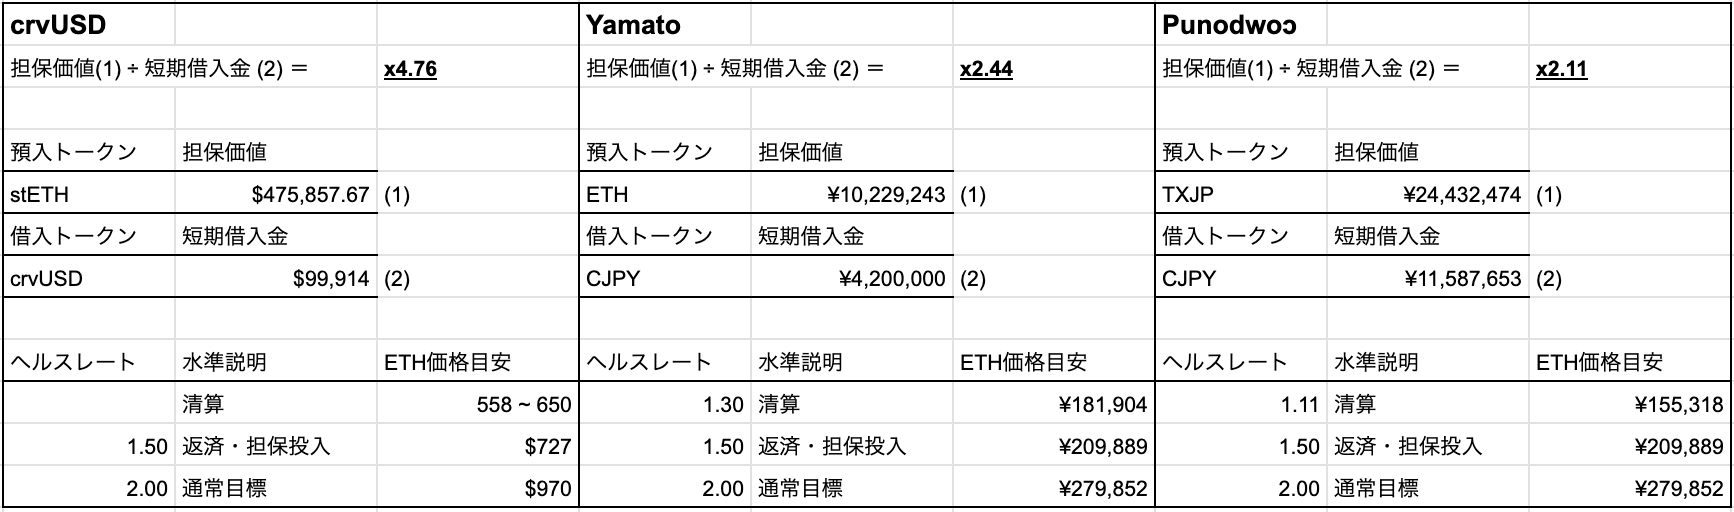 crvUSD Yamato Punodwoɔ
担保価値(1) ÷ 短期借入金 (2) ＝ x4.76 担保価値(1) ÷ 短期借入金 (2) ＝ x2.44 担保価値(1) ÷ 短期借入金 (2) ＝ x2.11
預入トークン 担保価値 預入トークン 担保価値 預入トークン 担保価値
stETH $475,857.67 (1) ETH ¥10,229,243 (1) TXJP ¥24,432,474 (1)
借入トークン 短期借入金 借入トークン 短期借入金 借入トークン 短期借入金
crvUSD $99,914 (2) CJPY ¥4,200,000 (2) CJPY ¥11,587,653 (2)
ヘルスレート 水準説明 ETH価格目安 ヘルスレート 水準説明 ETH価格目安 ヘルスレート 水準説明 ETH価格目安
清算 558 ~ 650 1.30 清算 ¥181,904 1.11 清算 ¥155,318
1.50 返済・担保投入 $727 1.50 返済・担保投入 ¥209,889 1.50 返済・担保投入 ¥209,889
2.00 通常目標 $970 2.00 通常目標 ¥279,852 2.00 通常目標 ¥279,852